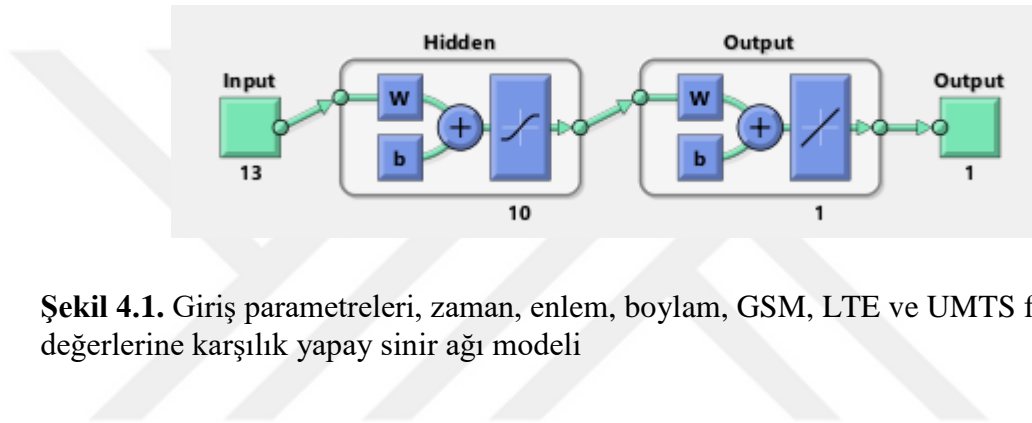 Hidden
Output
Input
Output
W
W
b
b
13
10
1
1
Şekil 4.1. Giriş parametreleri, zaman, enlem, boylam, GSM, LTE ve UMTS
değerlerine karşılık yapay sinir ağı modeli